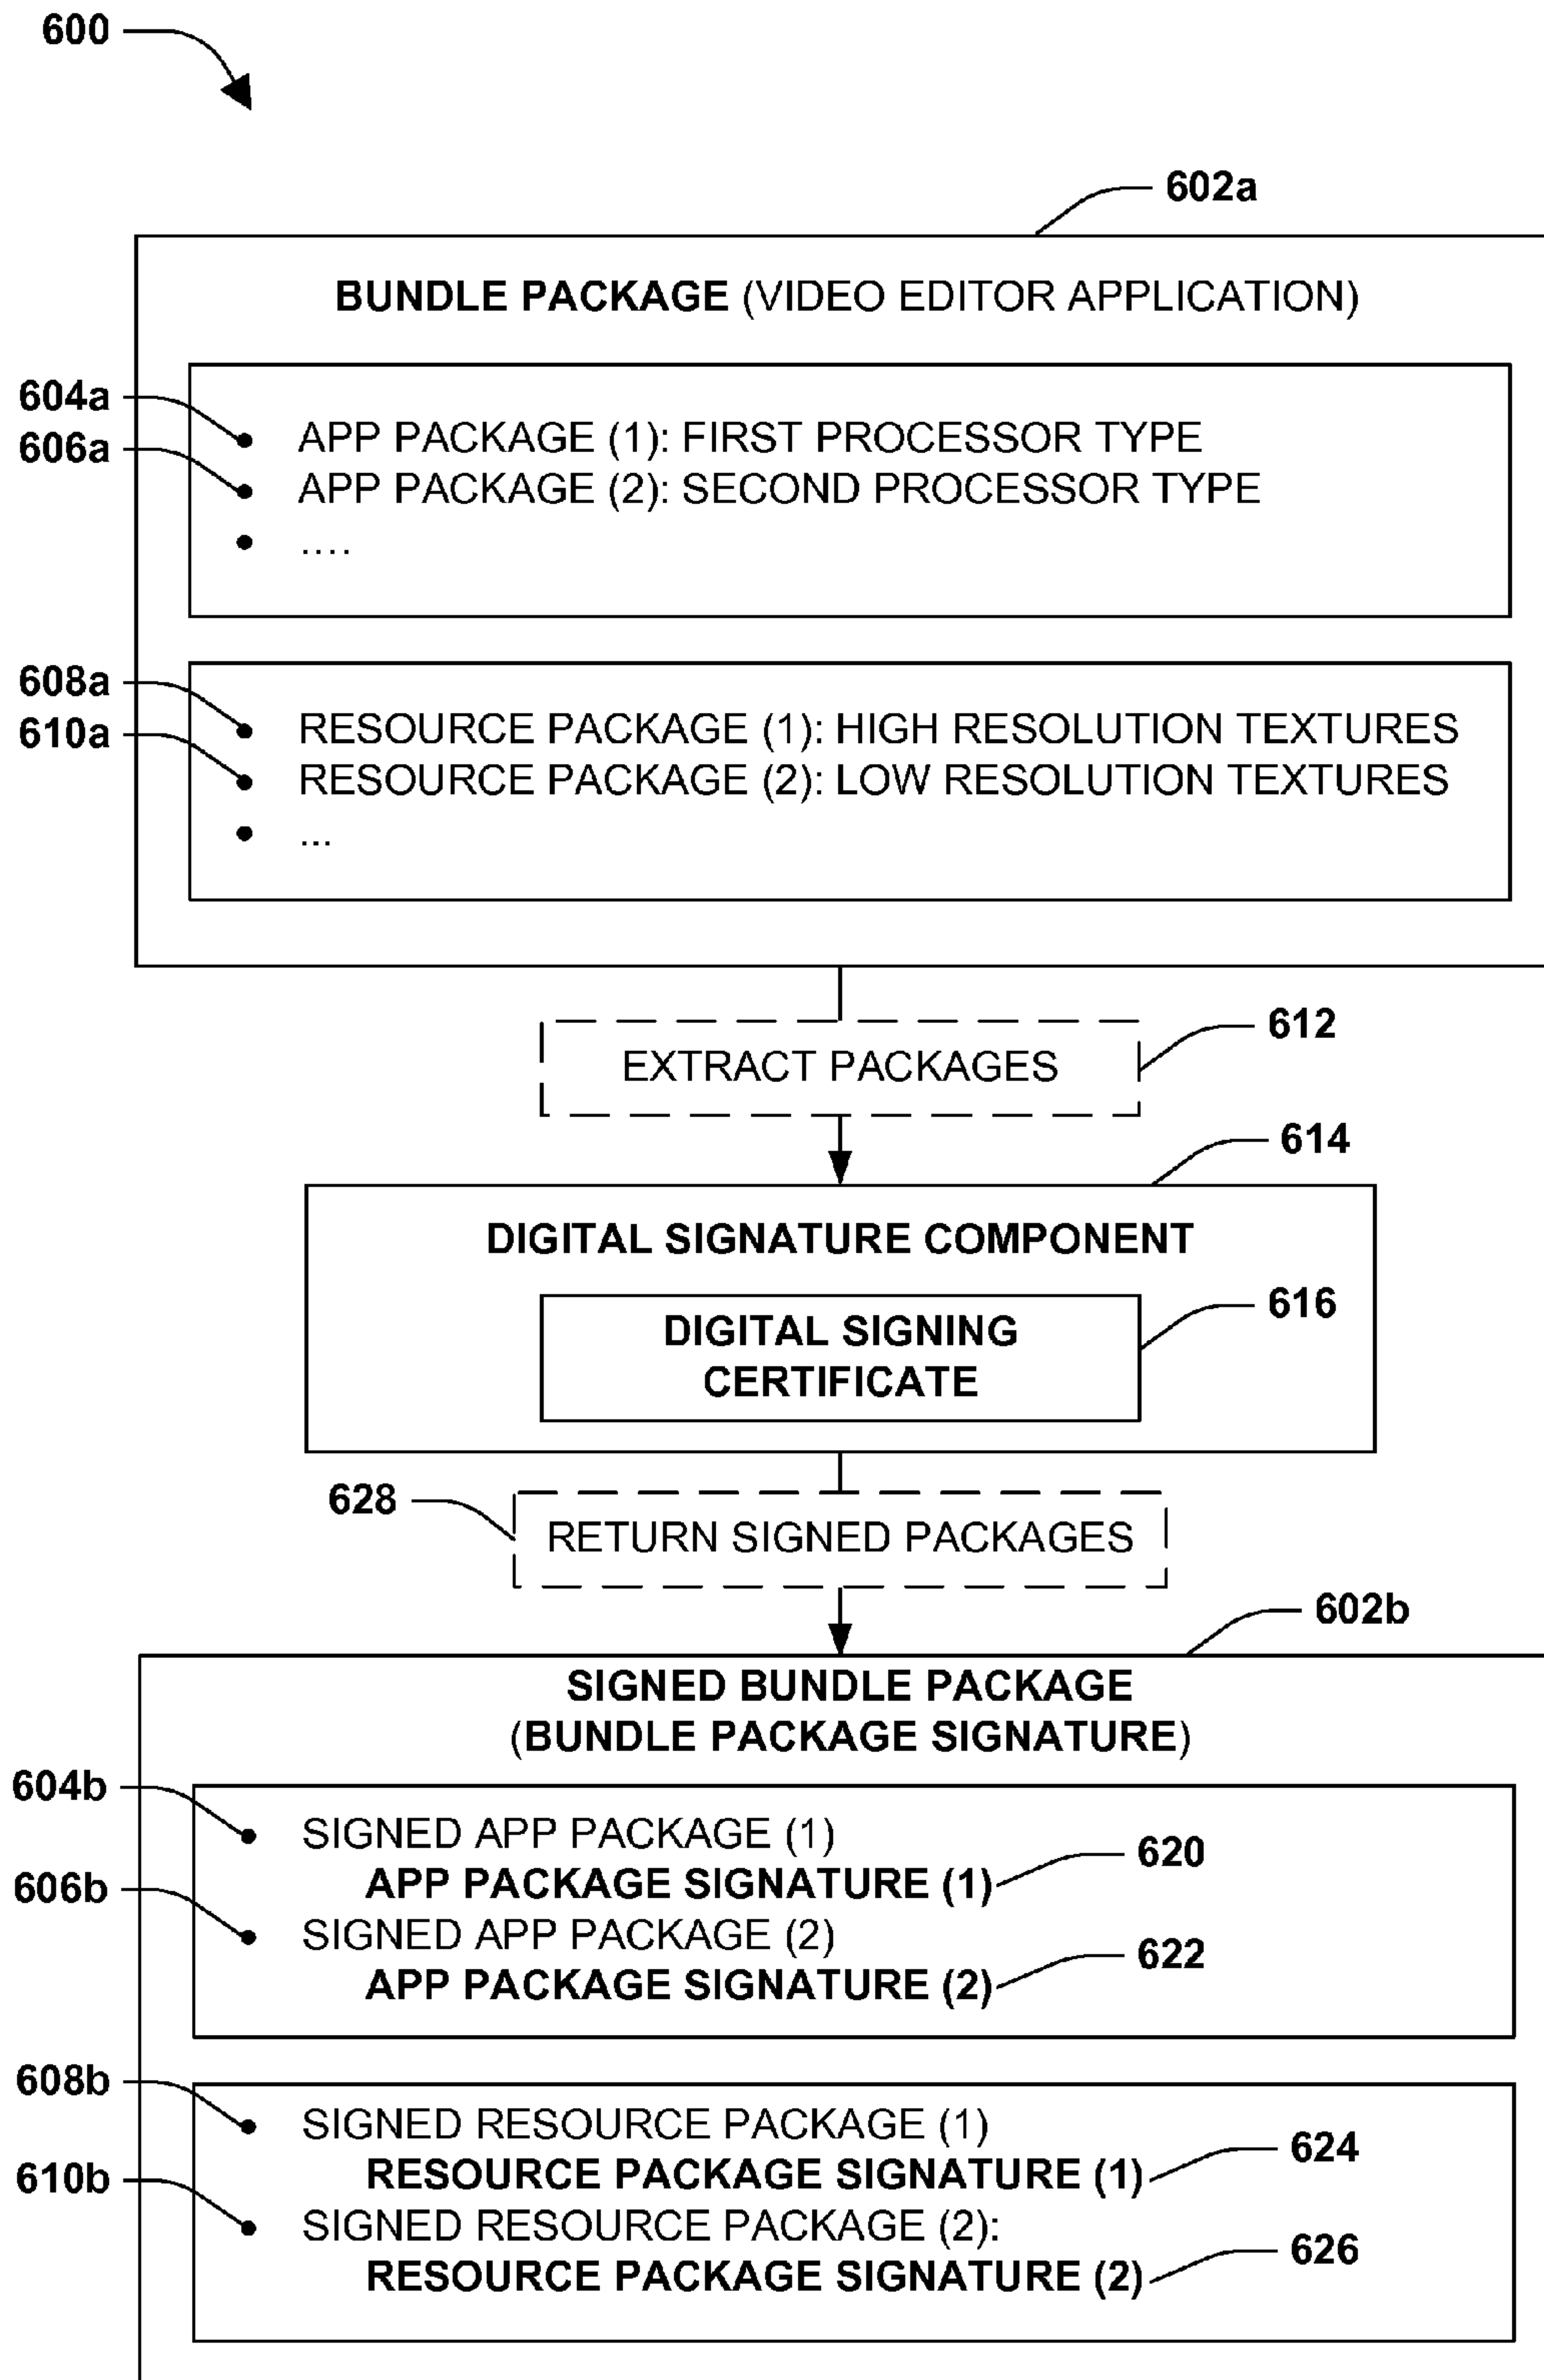 600
602a
BUNDLE PACKAGE (VIDEO EDITOR APPLICATION)
604a
• APP PACKAGE (1): FIRST PROCESSOR TYPE
606a
• APP PACKAGE (2): SECOND PROCESSOR TYPE
• ....
608a
• RESOURCE PACKAGE (1): HIGH RESOLUTION TEXTURES
610a
• RESOURCE PACKAGE (2): LOW RESOLUTION TEXTURES
• ...
612
EXTRACT PACKAGES
614
DIGITAL SIGNATURE COMPONENT
616
DIGITAL SIGNING
CERTIFICATE
628
RETURN SIGNED PACKAGES
602b
SIGNED BUNDLE PACKAGE
(BUNDLE PACKAGE SIGNATURE)
604b
• SIGNED APP PACKAGE (1)
APP PACKAGE SIGNATURE (1)
620
606b
• SIGNED APP PACKAGE (2)
APP PACKAGE SIGNATURE (2)
622
608b
• SIGNED RESOURCE PACKAGE (1)
RESOURCE PACKAGE SIGNATURE (1)
624
610b
• SIGNED RESOURCE PACKAGE (2):
RESOURCE PACKAGE SIGNATURE (2)
626